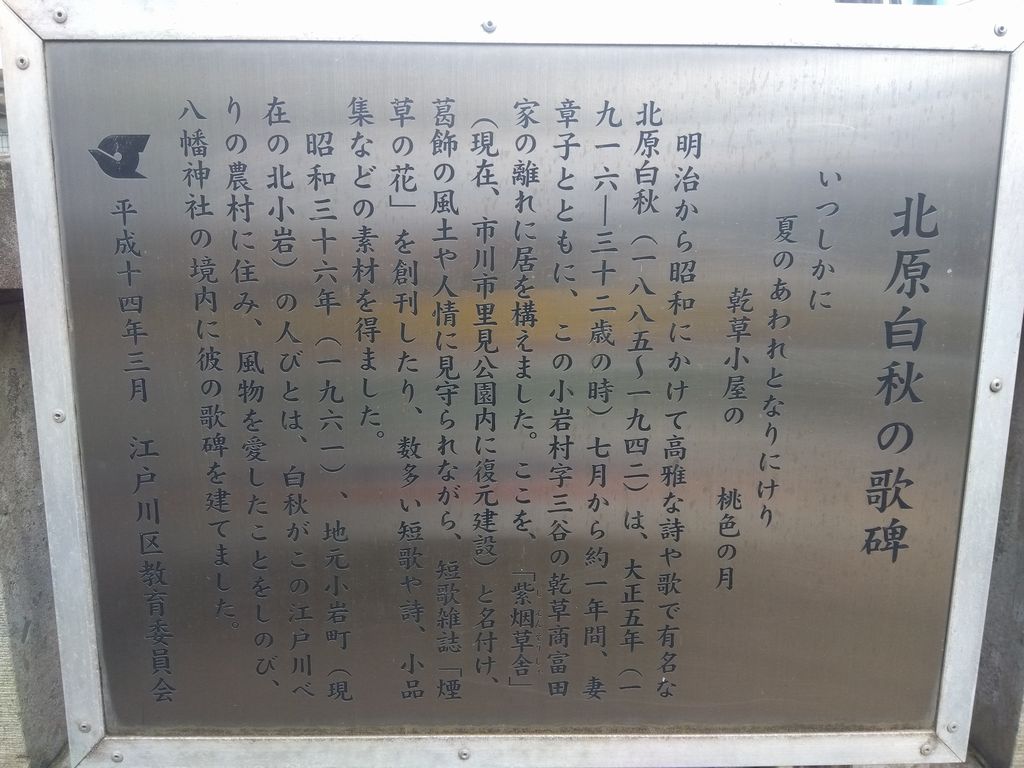 北原白秋の歌碑
いつしかに
夏のあわれとなりにけり
乾草小屋の 桃色の月
明治から昭和にかけて高雅な詩や歌で有名な
北原白秋（一八八五～一九四二）は、大正五年（一
九一六―三十二歳の時）七月から約一年間、妻
章子とともに、この小岩村字三谷の乾草商富田
家の離れに居を構えました。ここを、「紫烟草舎」
（現在、市川市里見公園内に復元建設）と名付け、
葛飾の風土や人情に見守られながら、短歌雑誌「煙
草の花」を創刊したり、数多い短歌や詩、小品
集などの素材を得ました。
昭和三十六年（一九六一）、地元小岩町（現
在の北小岩）の人びとは、白秋がこの江戸川べ
りの農村に住み、風物を愛したことをしのび、
八幡神社の境内に彼の歌碑を建てました。
平成十四年三月 江戸川区教育委員会